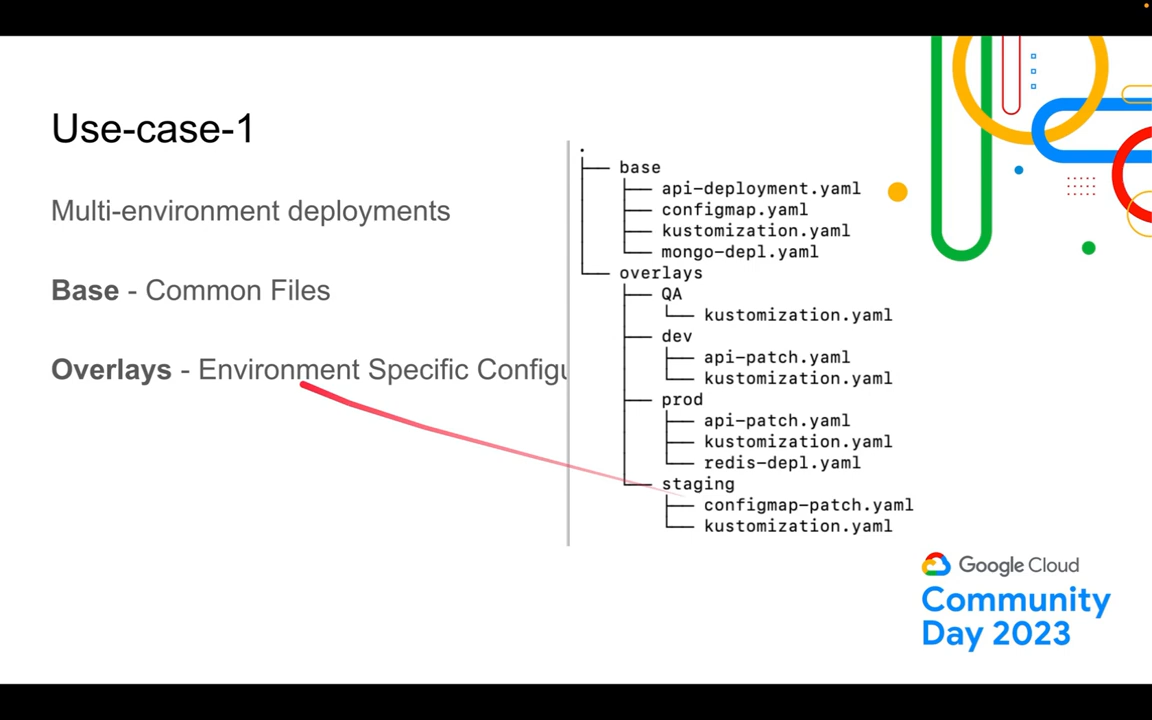 Use-case-1
Multi-environment deployments
Base - Common Files
Overlays - Environment Specific Configu
.
├── base
│   ├── api-deployment.yaml
│   ├── configmap.yaml
│   ├── kustomization.yaml
│   └── mongo-depl.yaml
└── overlays
    ├── QA
    │   └── kustomization.yaml
    ├── dev
    │   ├── api-patch.yaml
    │   └── kustomization.yaml
    ├── prod
    │   ├── api-patch.yaml
    │   ├── kustomization.yaml
    │   └── redis-depl.yaml
    └── staging
        ├── configmap-patch.yaml
        └── kustomization.yaml
Google Cloud
Community
Day 2023